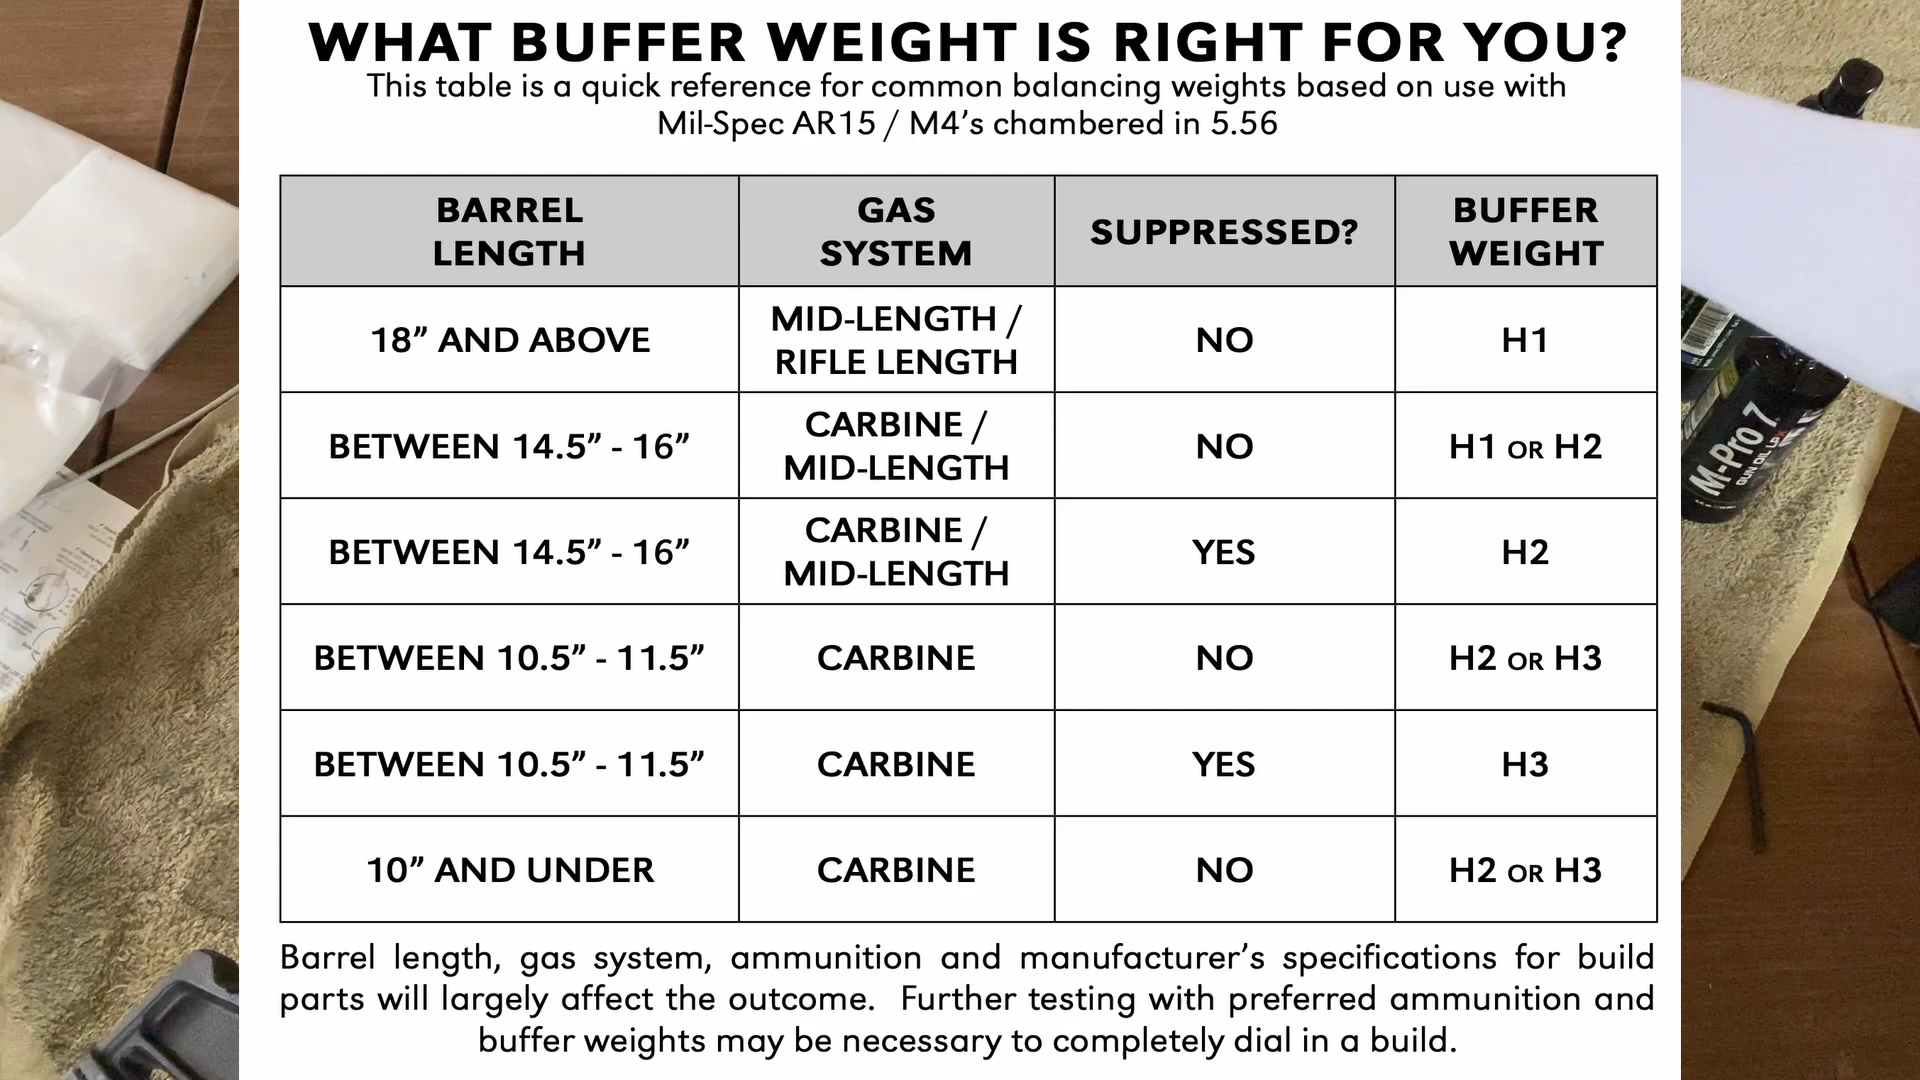 WHAT BUFFER WEIGHT IS RIGHT FOR YOU?
This table is a quick reference for common balancing weights based on use with
Mil-Spec AR15 / M4's chambered in 5.56
BARREL LENGTH
GAS SYSTEM
SUPPRESSED?
BUFFER WEIGHT
18” AND ABOVE
MID-LENGTH /
RIFLE LENGTH
NO
H1
BETWEEN 14.5” - 16”
CARBINE /
MID-LENGTH
NO
H1 OR H2
BETWEEN 14.5” - 16”
CARBINE /
MID-LENGTH
YES
H2
BETWEEN 10.5” - 11.5”
CARBINE
NO
H2 OR H3
BETWEEN 10.5” - 11.5”
CARBINE
YES
H3
10” AND UNDER
CARBINE
NO
H2 OR H3
Barrel length, gas system, ammunition and manufacturer’s specifications for build
parts will largely affect the outcome. Further testing with preferred ammunition and
buffer weights may be necessary to completely dial in a build.
M-Pro 7
GUN OIL LPX